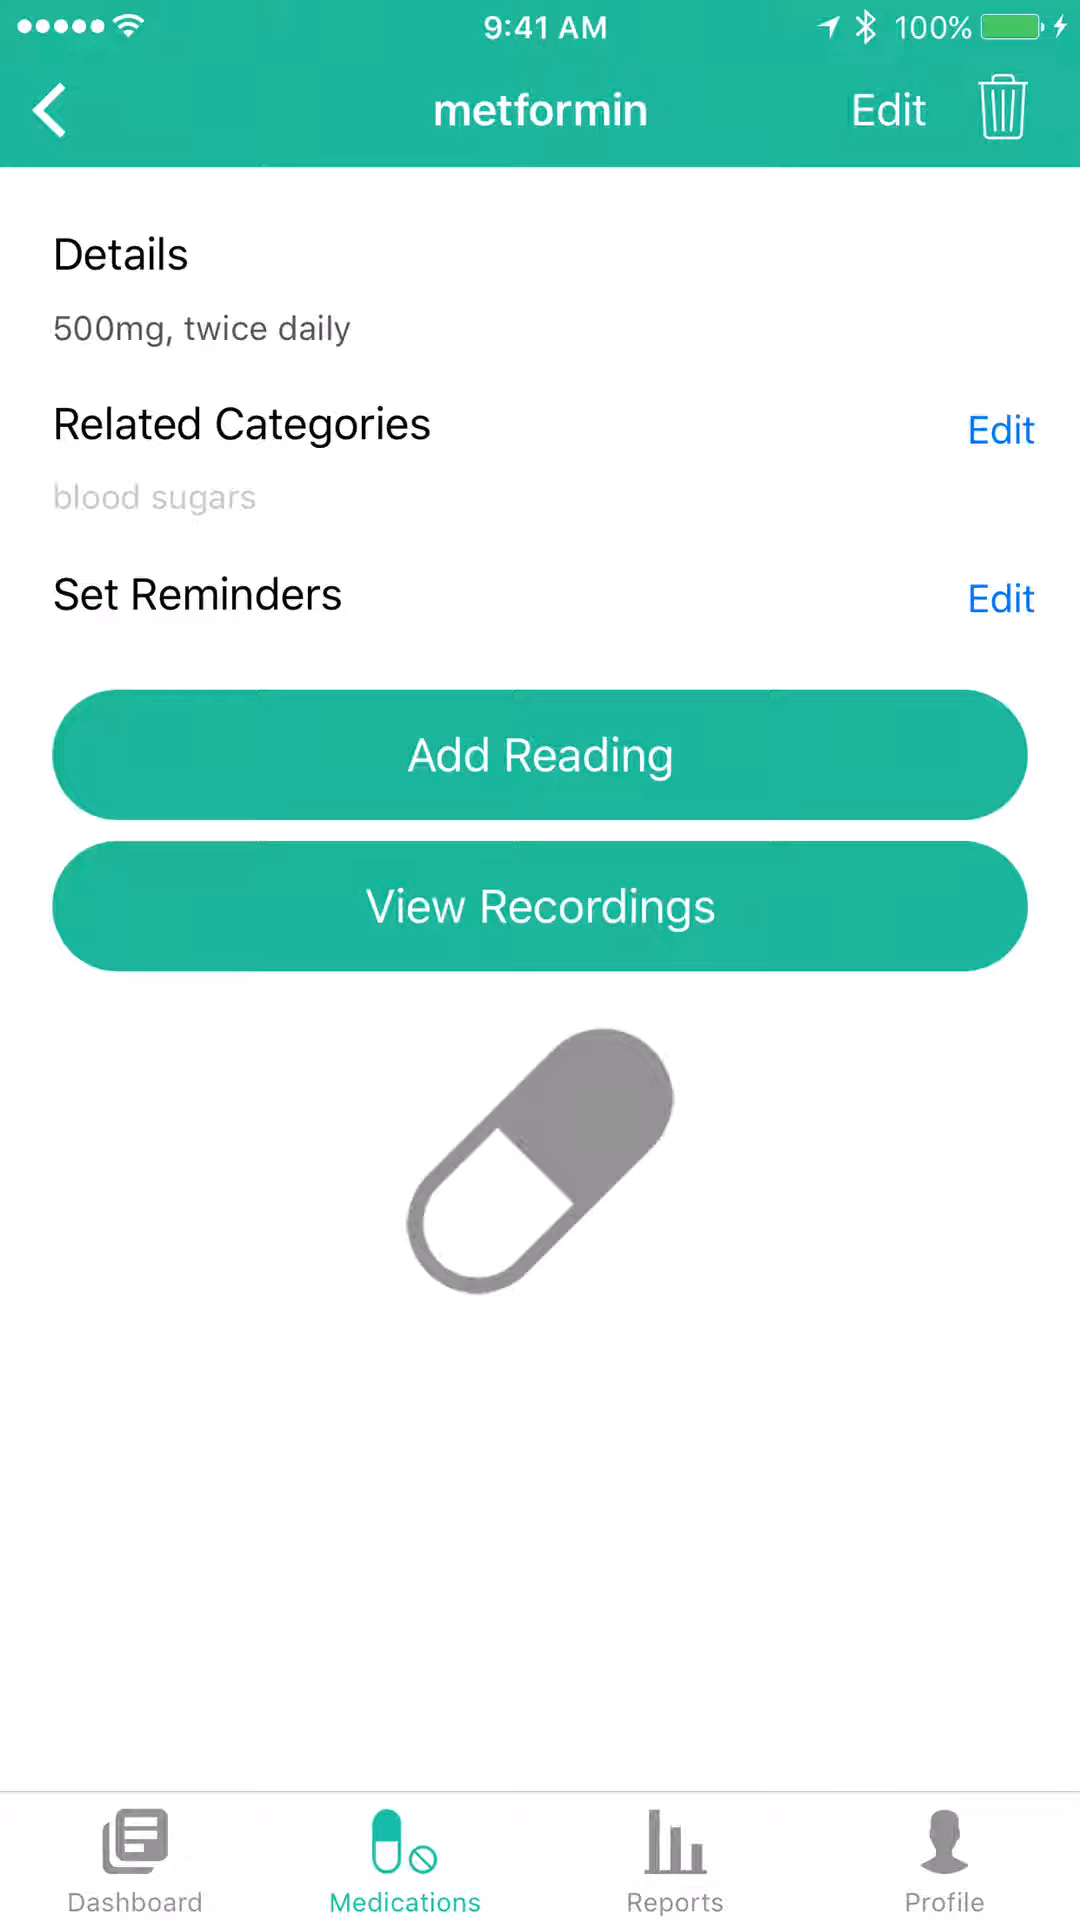 9:41 AM
100%
metformin
Edit
Details
500mg, twice daily
Related Categories
Edit
blood sugars
Set Reminders
Edit
Add Reading
View Recordings
Dashboard
Medications
Reports
Profile